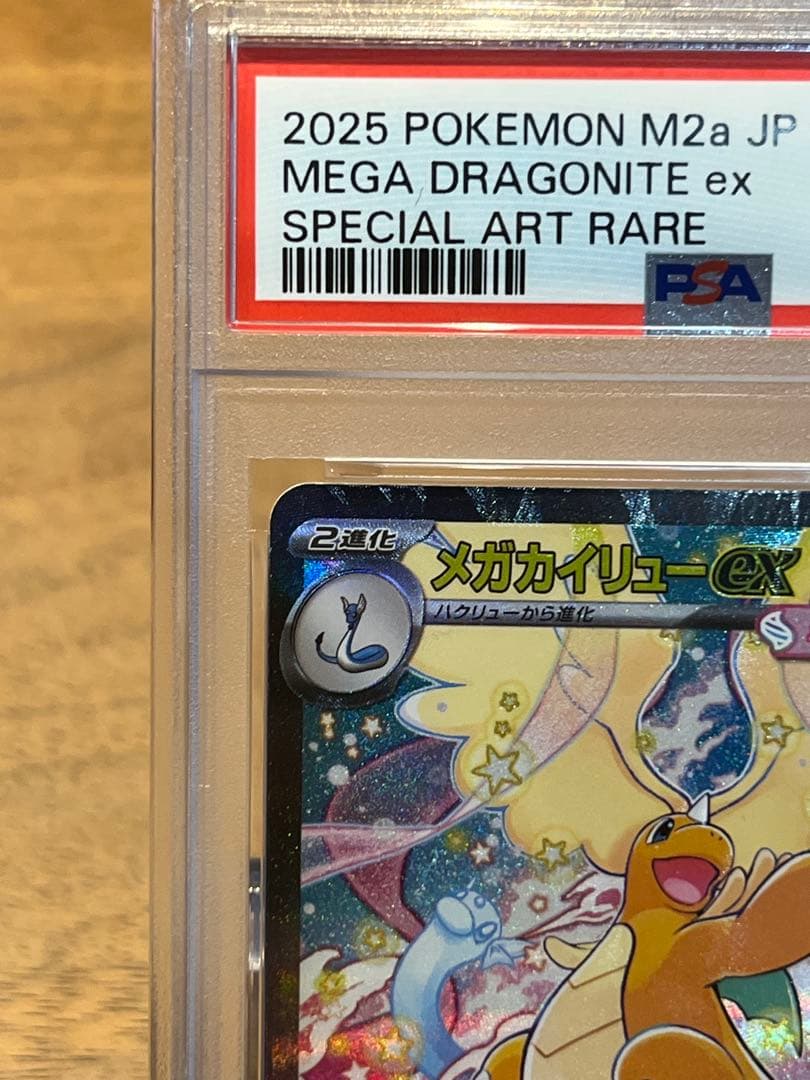 2025 POKEMON M2a JP
MEGA DRAGONITE ex
SPECIAL ART RARE
PSA
2進化
メガカイリューex
ハクリューから進化